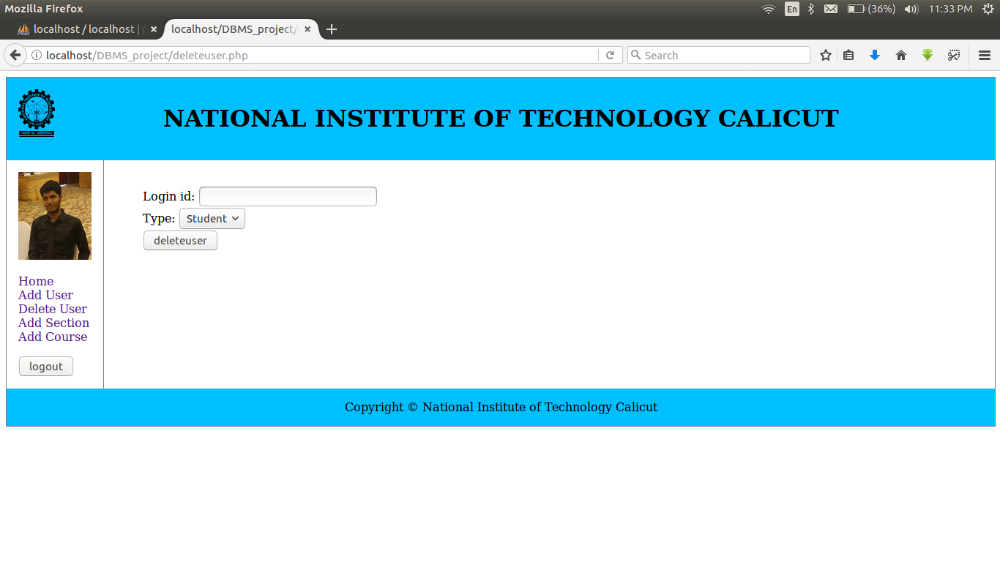 Mozilla Firefox
En
(36%)
11:33 PM
localhost / localhost |
localhost/DBMS_project/
localhost/DBMS_project/deleteuser.php
Search
NATIONAL INSTITUTE OF TECHNOLOGY CALICUT
Login id:
Type: Student
deleteuser
Home
Add User
Delete User
Add Section
Add Course
logout
Copyright © National Institute of Technology Calicut